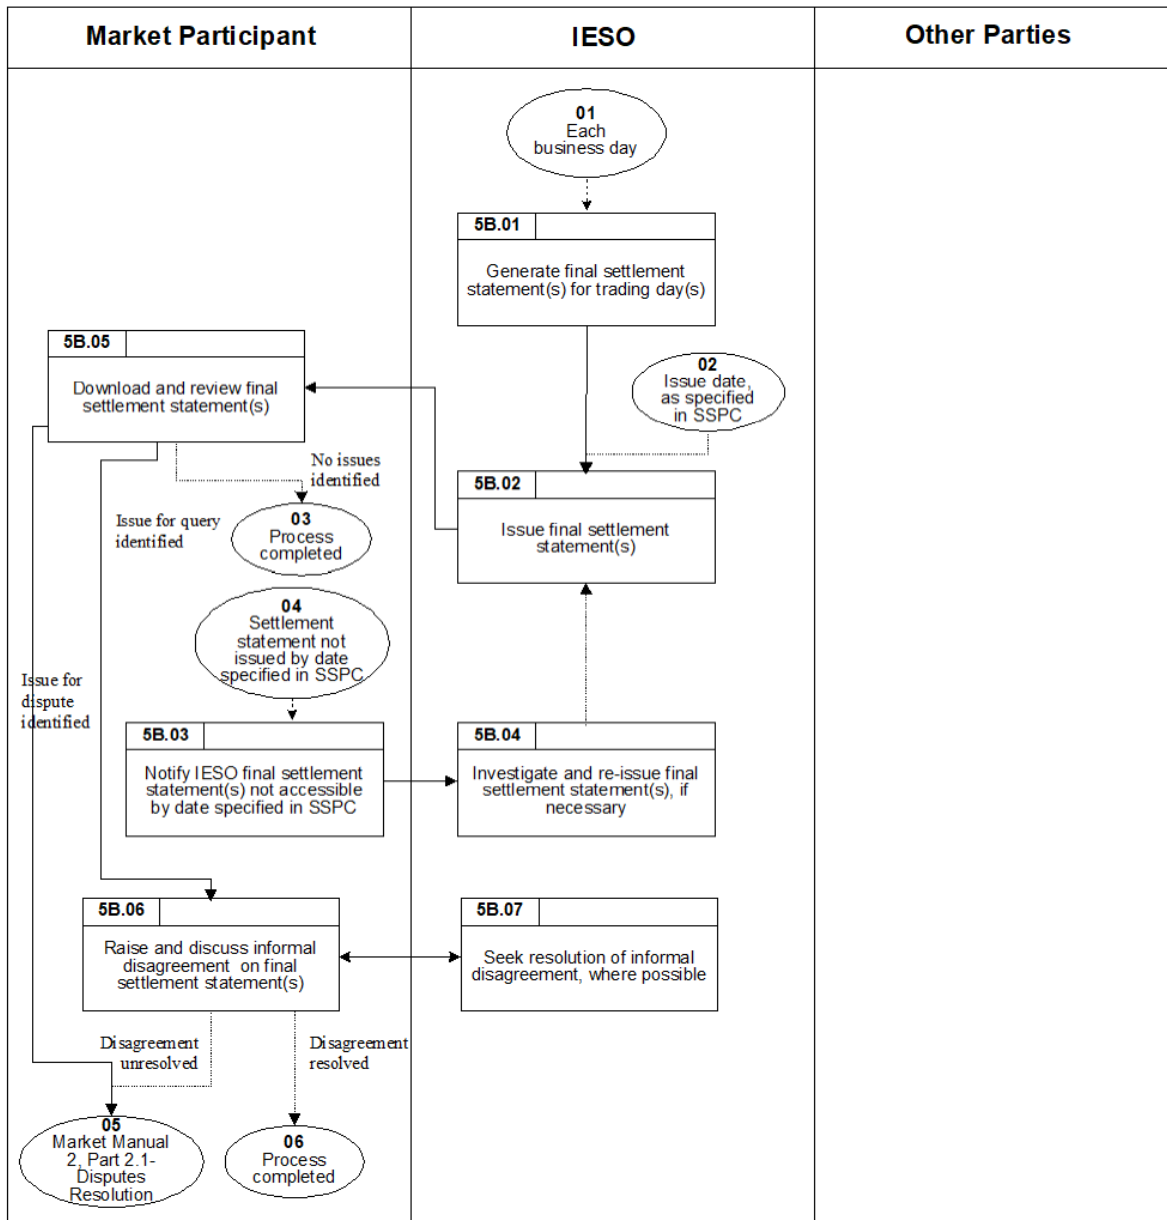 Market Participant
IESO
Other Parties
01
Each
business day
5B.01
Generate final settlement
statement(s) for trading day(s)
02
Issue date,
as specified
in SSPC
5B.05
Download and review final
settlement statement(s)
No issues
identified
Issue for query
identified
03
Process
completed
5B.02
Issue final settlement
statement(s)
04
Settlement
statement not
issued by date
specified in SSPC
Issue for
dispute
identified
5B.03
Notify IESO final settlement
statement(s) not accessible
by date specified in SSPC
5B.04
Investigate and re-issue final
settlement statement(s), if
necessary
5B.06
Raise and discuss informal
disagreement on final
settlement statement(s)
5B.07
Seek resolution of informal
disagreement, where possible
Disagreement
unresolved
Disagreement
resolved
05
Market Manual
2, Part 2.1-
Disputes
Resolution
06
Process
completed